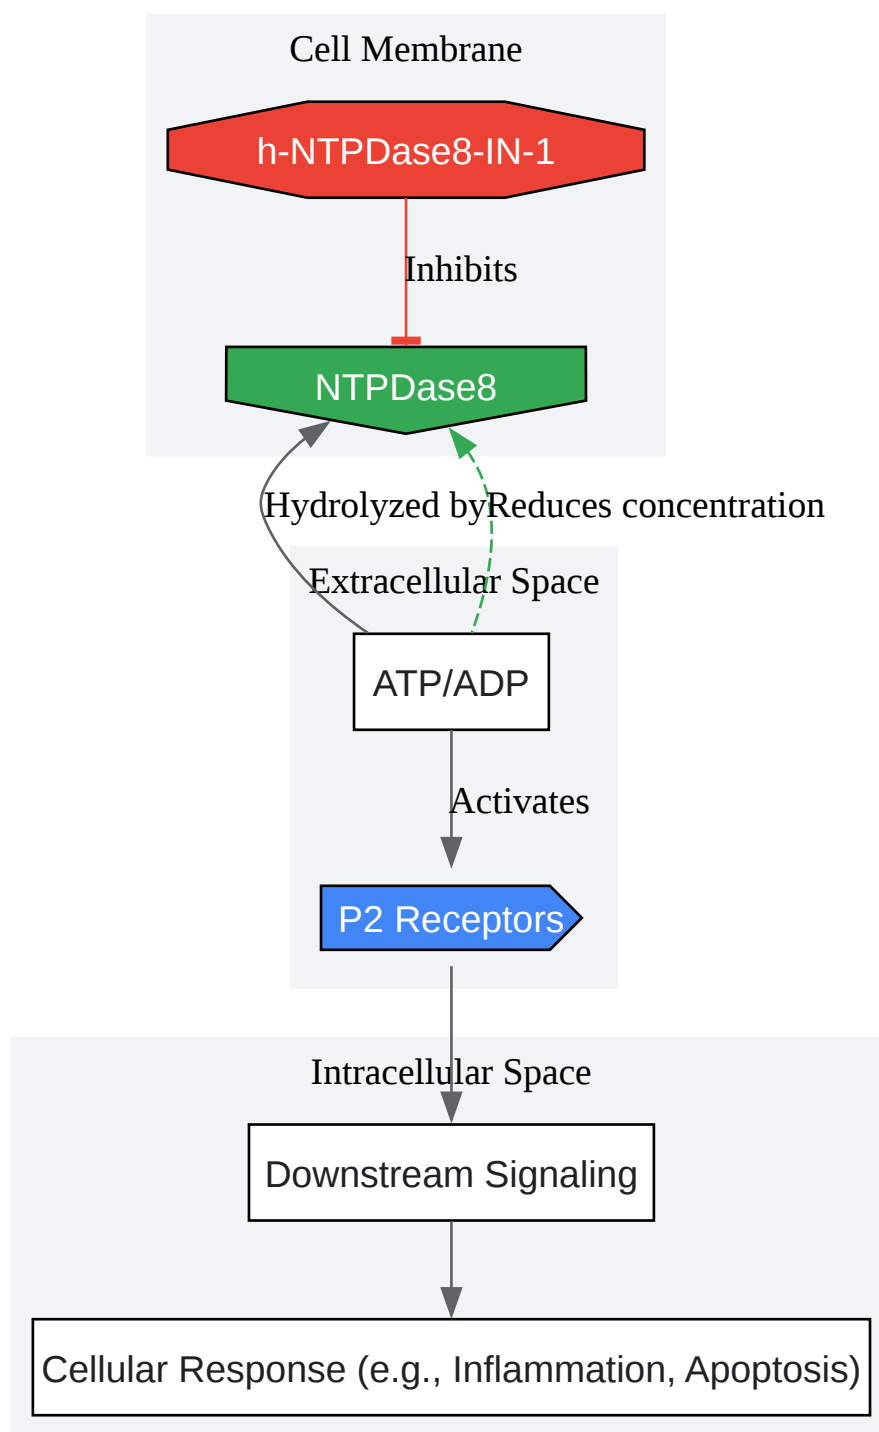 Cell Membrane
h-NTPDase8-IN-1
Inhibits
NTPDase8
Hydrolyzed by
Reduces concentration
Extracellular Space
ATP/ADP
Activates
P2 Receptors
Intracellular Space
Downstream Signaling
Cellular Response (e.g., Inflammation, Apoptosis)